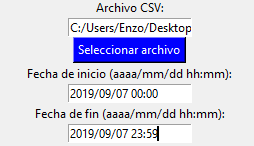 Archivo CSV:
C:/Users/Enzo/Desktop
Seleccionar archivo
Fecha de inicio (aaaa/mm/dd hh:mm):
2019/09/07 00:00
Fecha de fin (aaaa/mm/dd hh:mm):
2019/09/07 23:59